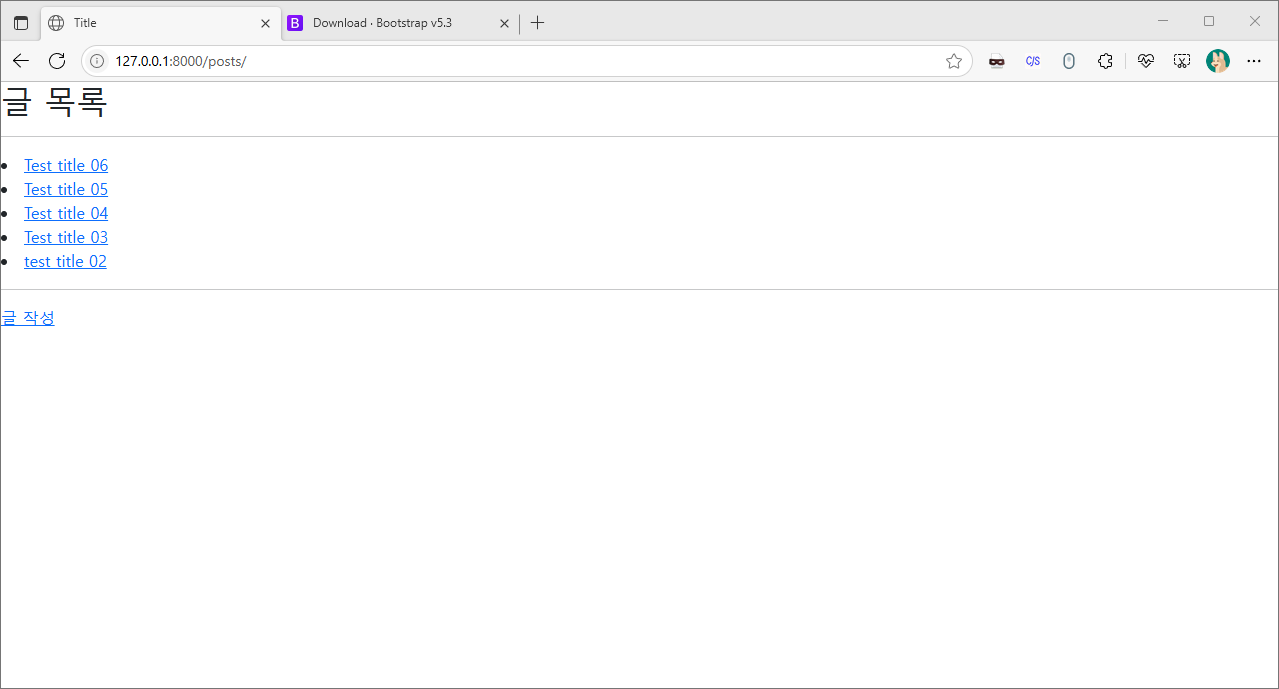 Title
Download · Bootstrap v5.3
127.0.0.1:8000/posts/
C/S
글 목록
Test title 06
Test title 05
Test title 04
Test title 03
test title 02
글 작성